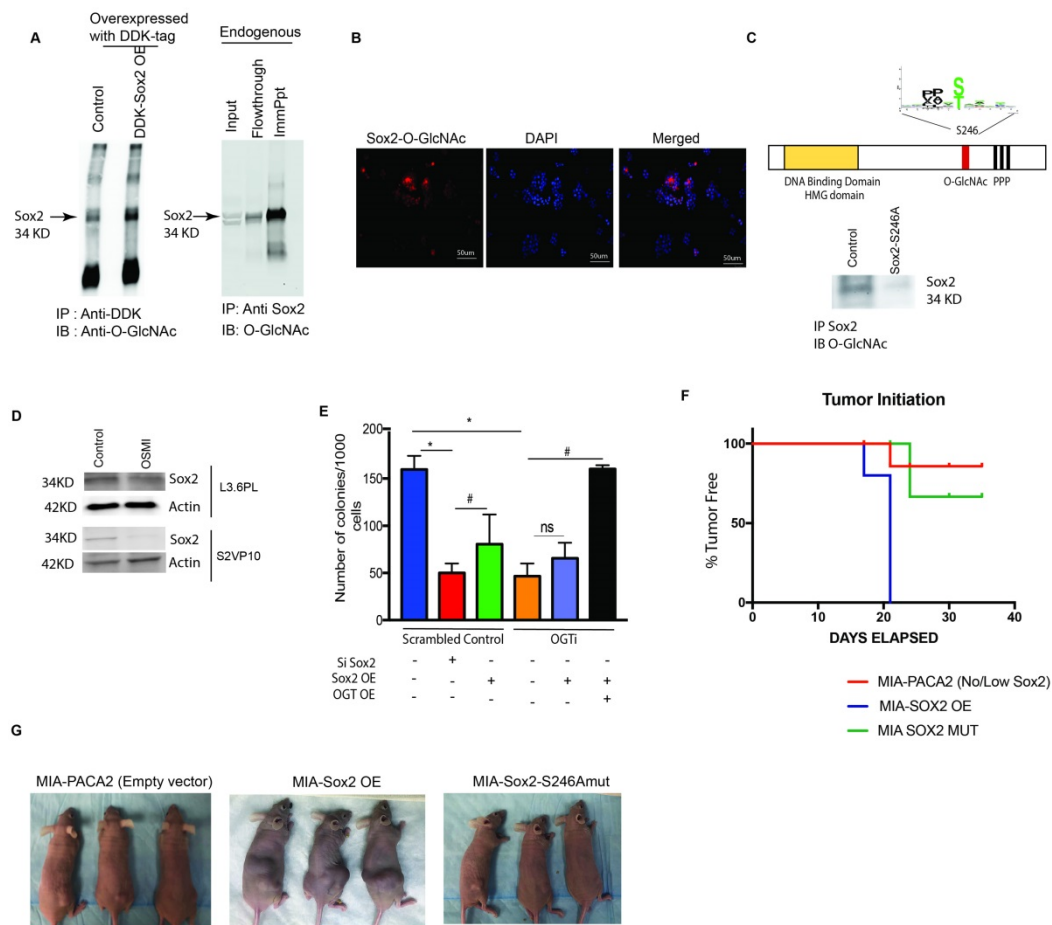 A
Overexpressed
with DDK-tag
Control
DDK-Sox2 OE
Sox2
34 KD
IP : Anti-DDK
IB : Anti-O-GlcNAc
Endogenous
Input
Flowthrough
ImmPpt
Sox2
34 KD
IP: Anti Sox2
IB: O-GlcNAc
B
Sox2-O-GlcNAc
DAPI
Merged
50um
50um
50um
C
S
T
S246
DNA Binding Domain
HMG domain
O-GlcNAc
PPP
Control
Sox2-S246A
Sox2
34 KD
IP Sox2
IB O-GlcNAc
D
Control
OSMI
34KD
Sox2
42KD
Actin
L3.6PL
34KD
Sox2
42KD
Actin
S2VP10
E
Number of colonies/1000
cells
200
150
100
50
0
*
*
#
#
ns
Scrambled Control
OGTi
Si Sox2 - + - - -
Sox2 OE - + - + +
OGT OE - - - - +
F
Tumor Initiation
% Tumor Free
100
50
0
0 10 20 30 40
DAYS ELAPSED
MIA-PACA2 (No/Low Sox2)
MIA-SOX2 OE
MIA SOX2 MUT
G
MIA-PACA2 (Empty vector)
MIA-Sox2 OE
MIA-Sox2-S246Amut